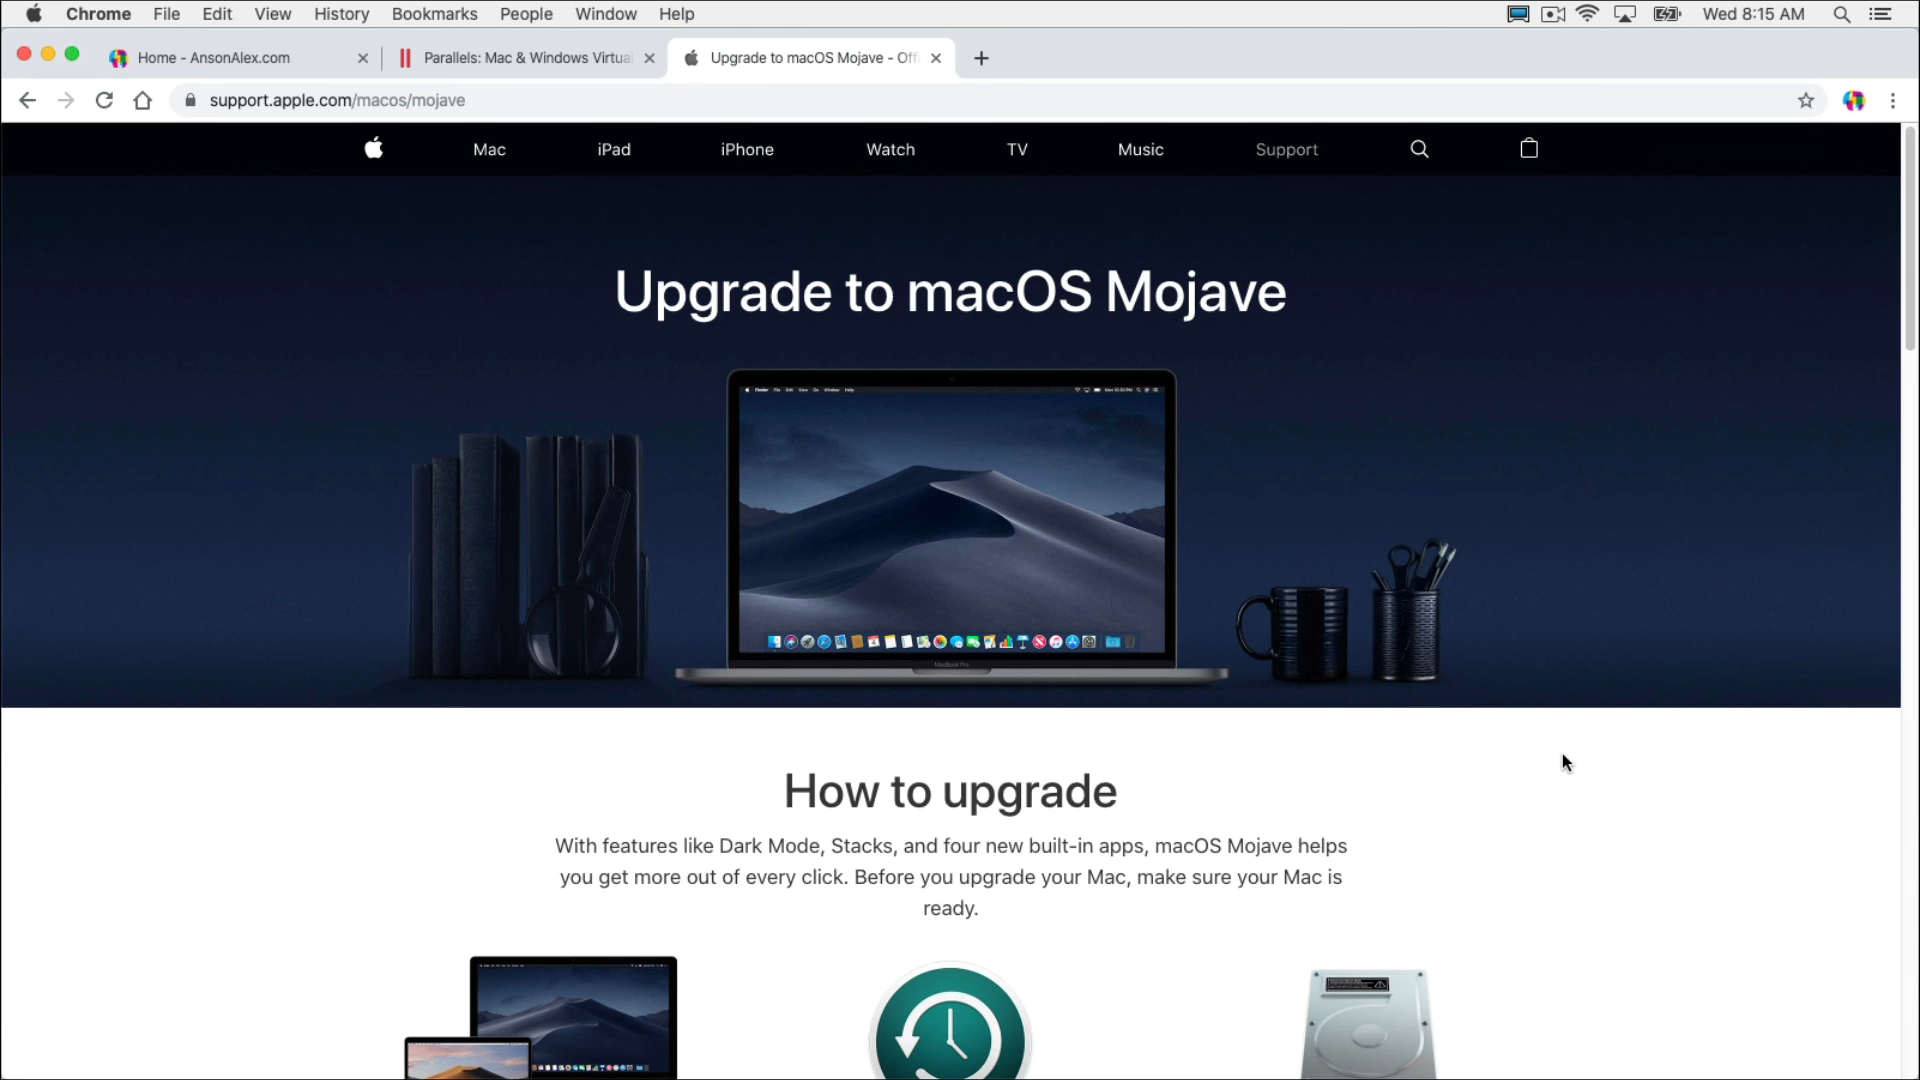 Chrome File Edit View History Bookmarks People Window Help Wed 8:15 AM
Home - AnsonAlex.com Parallels: Mac & Windows Virtual Upgrade to macOS Mojave - Offi
support.apple.com/macos/mojave
Mac iPad iPhone Watch TV Music Support
Upgrade to macOS Mojave
MacBook Pro
How to upgrade
With features like Dark Mode, Stacks, and four new built-in apps, macOS Mojave helps
you get more out of every click. Before you upgrade your Mac, make sure your Mac is
ready.